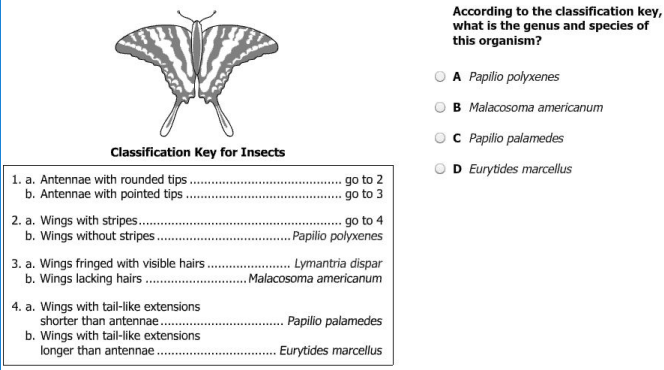 Classification Key for Insects
1. a. Antennae with rounded tips ............................................ go to 2
b. Antennae with pointed tips ............................................. go to 3
2. a. Wings with stripes.......................................................... go to 4
b. Wings without stripes ....................................... Papilio polyxenes
3. a. Wings fringed with visible hairs ........................ Lymantria dispar
b. Wings lacking hairs ............................. Malacosoma americanum
4. a. Wings with tail-like extensions
shorter than antennae .................................... Papilio palamedes
b. Wings with tail-like extensions
longer than antennae ................................... Eurytides marcellus
According to the classification key,
what is the genus and species of
this organism?
A Papilio polyxenes
B Malacosoma americanum
C Papilio palamedes
D Eurytides marcellus